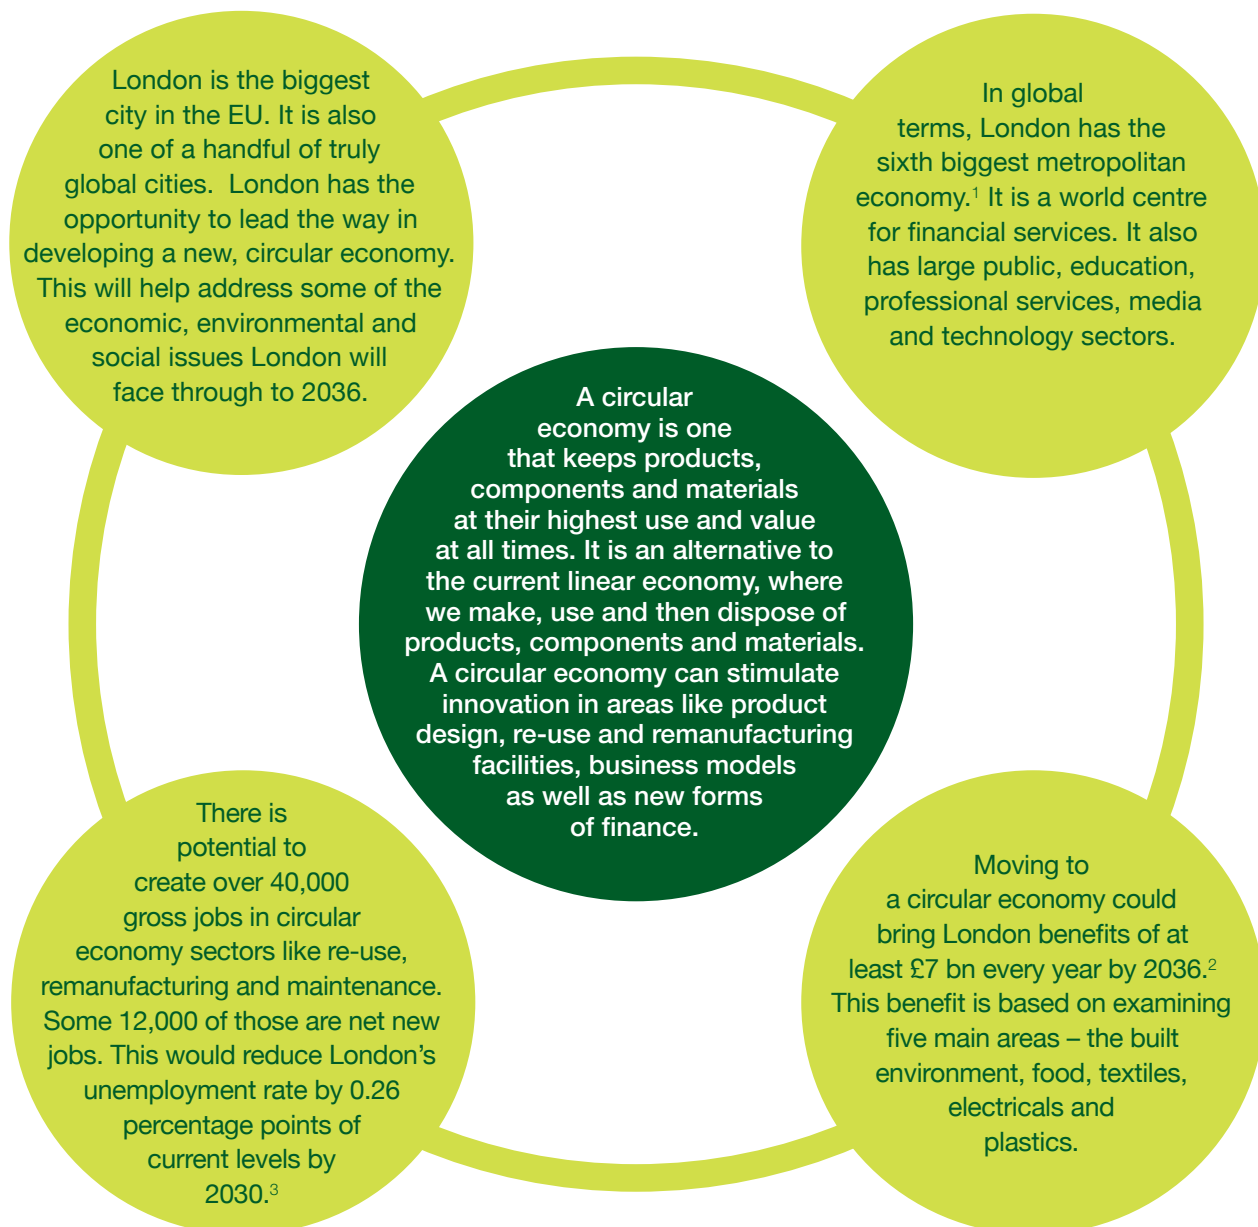 London is the biggest
city in the EU. It is also
one of a handful of truly
global cities.  London has the
opportunity to lead the way in
developing a new, circular economy.
This will help address some of the
economic, environmental and
social issues London will
face through to 2036.
In global
terms, London has the
sixth biggest metropolitan
economy.¹ It is a world centre
for financial services. It also
has large public, education,
professional services, media
and technology sectors.
A circular
economy is one
that keeps products,
components and materials
at their highest use and value
at all times. It is an alternative to
the current linear economy, where
we make, use and then dispose of
products, components and materials.
A circular economy can stimulate
innovation in areas like product
design, re-use and remanufacturing
facilities, business models
as well as new forms
of finance.
There is
potential to
create over 40,000
gross jobs in circular
economy sectors like re-use,
remanufacturing and maintenance.
Some 12,000 of those are net new
jobs. This would reduce London’s
unemployment rate by 0.26
percentage points of
current levels by
2030.³
Moving to
a circular economy could
bring London benefits of at
least £7 bn every year by 2036.²
This benefit is based on examining
five main areas – the built
environment, food, textiles,
electricals and
plastics.